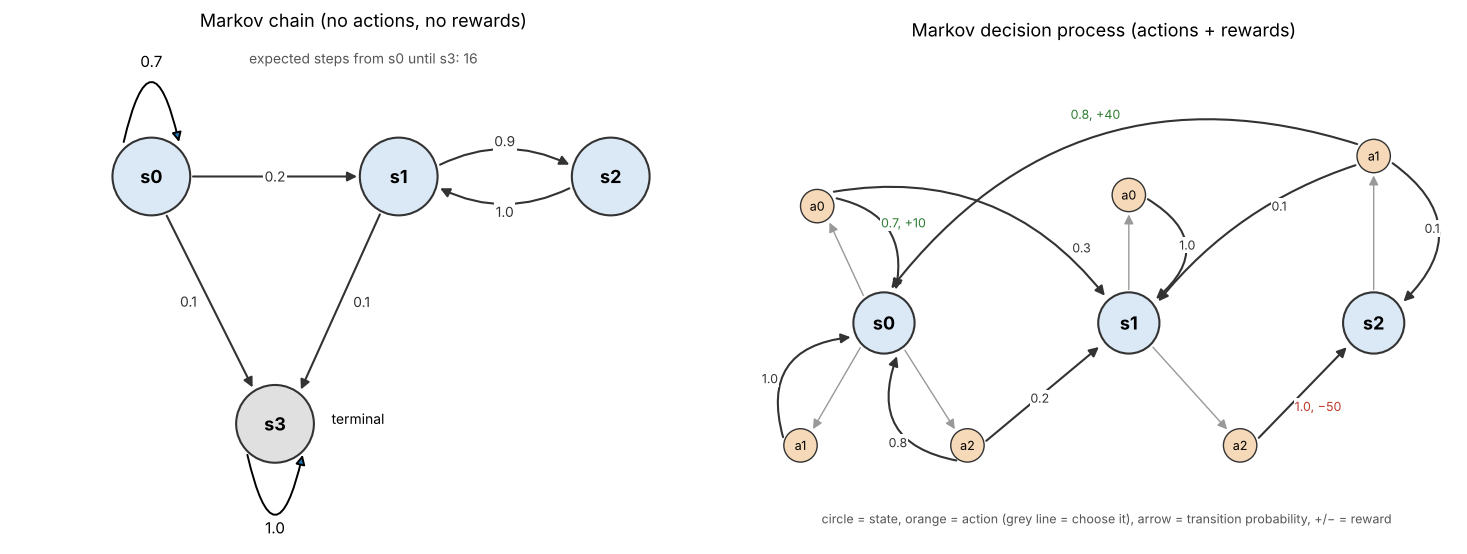 Markov chain (no actions, no rewards)
expected steps from s0 until s3: 16
0.7
s0
0.2
s1
0.9
1.0
s2
0.1
0.1
s3
terminal
1.0
Markov decision process (actions + rewards)
0.8, +40
a1
a0
a0
0.7, +10
0.3
1.0
0.1
0.1
s0
s1
s2
1.0
0.2
0.8
1.0, −50
a1
a2
a2
circle = state, orange = action (grey line = choose it), arrow = transition probability, +/− = reward